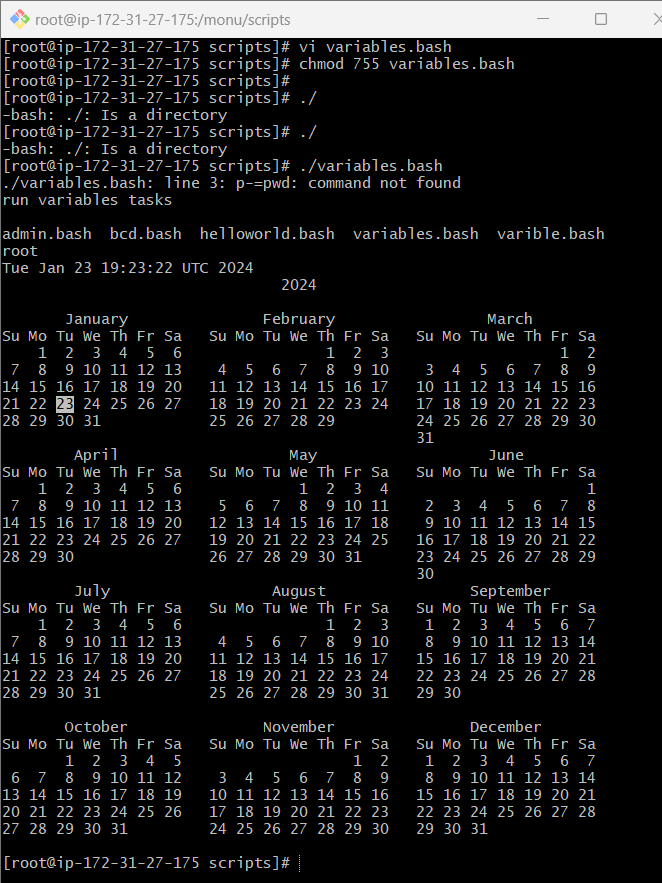 root@ip-172-31-27-175:/monu/scripts
[root@ip-172-31-27-175 scripts]# vi variables.bash
[root@ip-172-31-27-175 scripts]# chmod 755 variables.bash
[root@ip-172-31-27-175 scripts]#
[root@ip-172-31-27-175 scripts]# ./
-bash: ./: Is a directory
[root@ip-172-31-27-175 scripts]# ./
-bash: ./: Is a directory
[root@ip-172-31-27-175 scripts]# ./variables.bash
./variables.bash: line 3: p-=pwd: command not found
run variables tasks

admin.bash  bcd.bash  helloworld.bash  variables.bash  varible.bash
root
Tue Jan 23 19:23:22 UTC 2024
                               2024

       January               February                 March
Su Mo Tu We Th Fr Sa   Su Mo Tu We Th Fr Sa   Su Mo Tu We Th Fr Sa
    1  2  3  4  5  6                1  2  3                   1  2
 7  8  9 10 11 12 13    4  5  6  7  8  9 10    3  4  5  6  7  8  9
14 15 16 17 18 19 20   11 12 13 14 15 16 17   10 11 12 13 14 15 16
21 22 23 24 25 26 27   18 19 20 21 22 23 24   17 18 19 20 21 22 23
28 29 30 31            25 26 27 28 29         24 25 26 27 28 29 30
                                              31
        April                   May                   June
Su Mo Tu We Th Fr Sa   Su Mo Tu We Th Fr Sa   Su Mo Tu We Th Fr Sa
    1  2  3  4  5  6             1  2  3  4                      1
 7  8  9 10 11 12 13    5  6  7  8  9 10 11    2  3  4  5  6  7  8
14 15 16 17 18 19 20   12 13 14 15 16 17 18    9 10 11 12 13 14 15
21 22 23 24 25 26 27   19 20 21 22 23 24 25   16 17 18 19 20 21 22
28 29 30               26 27 28 29 30 31      23 24 25 26 27 28 29
                                              30
        July                  August                September
Su Mo Tu We Th Fr Sa   Su Mo Tu We Th Fr Sa   Su Mo Tu We Th Fr Sa
    1  2  3  4  5  6                1  2  3    1  2  3  4  5  6  7
 7  8  9 10 11 12 13    4  5  6  7  8  9 10    8  9 10 11 12 13 14
14 15 16 17 18 19 20   11 12 13 14 15 16 17   15 16 17 18 19 20 21
21 22 23 24 25 26 27   18 19 20 21 22 23 24   22 23 24 25 26 27 28
28 29 30 31            25 26 27 28 29 30 31   29 30

       October               November               December
Su Mo Tu We Th Fr Sa   Su Mo Tu We Th Fr Sa   Su Mo Tu We Th Fr Sa
       1  2  3  4  5                   1  2    1  2  3  4  5  6  7
 6  7  8  9 10 11 12    3  4  5  6  7  8  9    8  9 10 11 12 13 14
13 14 15 16 17 18 19   10 11 12 13 14 15 16   15 16 17 18 19 20 21
20 21 22 23 24 25 26   17 18 19 20 21 22 23   22 23 24 25 26 27 28
27 28 29 30 31         24 25 26 27 28 29 30   29 30 31

[root@ip-172-31-27-175 scripts]#